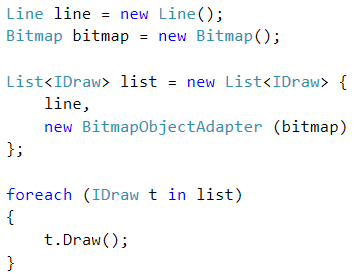 Line line = new Line();
Bitmap bitmap = new Bitmap();
List<IDraw> list = new List<IDraw> {
line,
new BitmapObjectAdapter (bitmap)
};
foreach (IDraw t in list)
{
t.Draw();
}